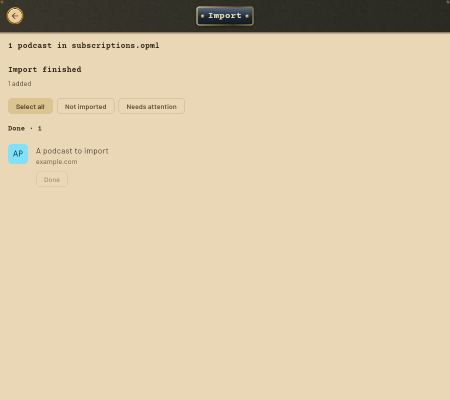 Import
1 podcast in subscriptions.opml
Import finished
1 added
Select all
Not imported
Needs attention
Done · 1
AP
A podcast to import
example.com
Done